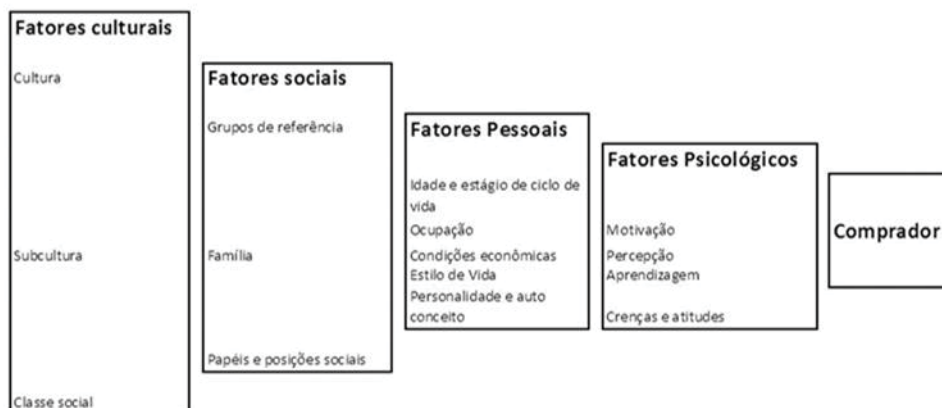 Fatores culturais
Cultura
Subcultura
Classe social
Fatores sociais
Grupos de referência
Família
Papéis e posições sociais
Fatores Pessoais
Idade e estágio de ciclo de
vida
Ocupação
Condições econômicas
Estilo de Vida
Personalidade e auto
conceito
Fatores Psicológicos
Motivação
Percepção
Aprendizagem
Crenças e atitudes
Comprador